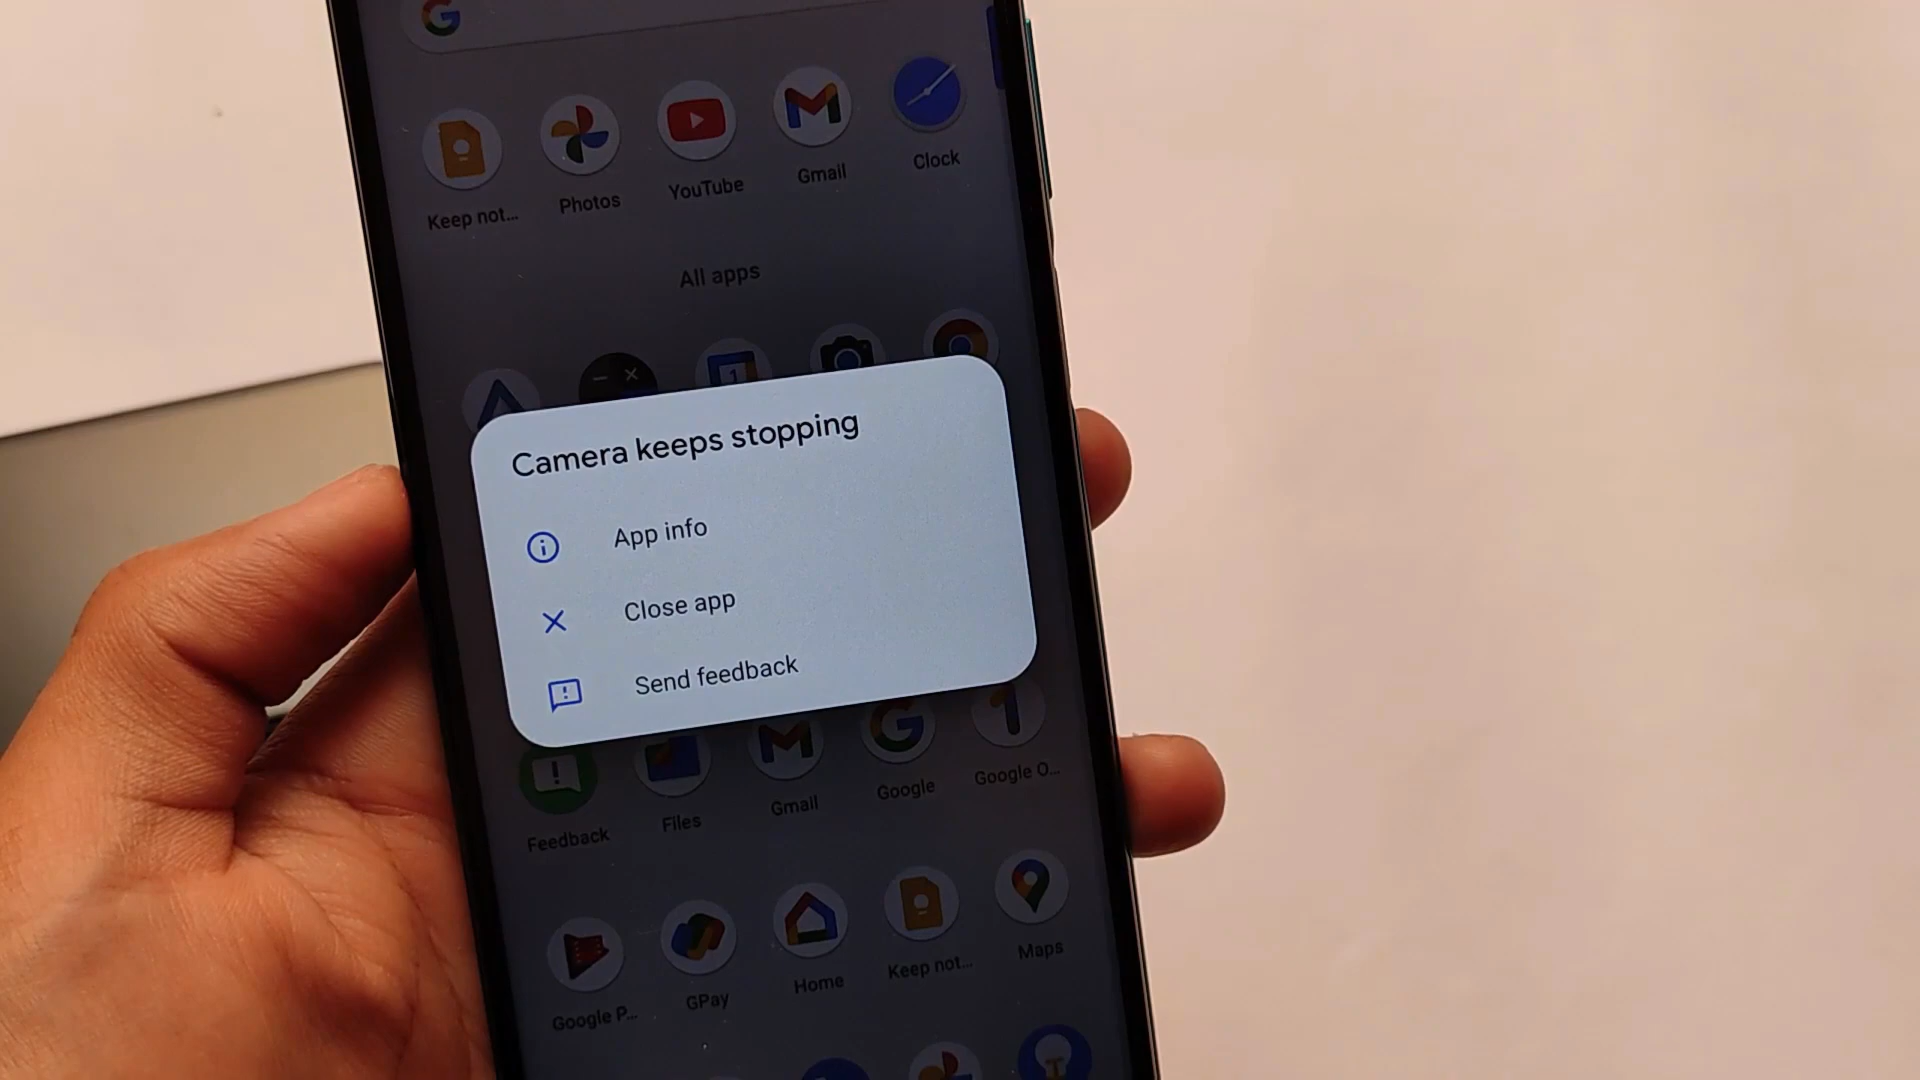 Keep not...
Photos
YouTube
Gmail
Clock
All apps
1
Camera keeps stopping
App info
Close app
Send feedback
Feedback
Files
Gmail
Google
Google O...
Google P...
GPay
Home
Keep not...
Maps